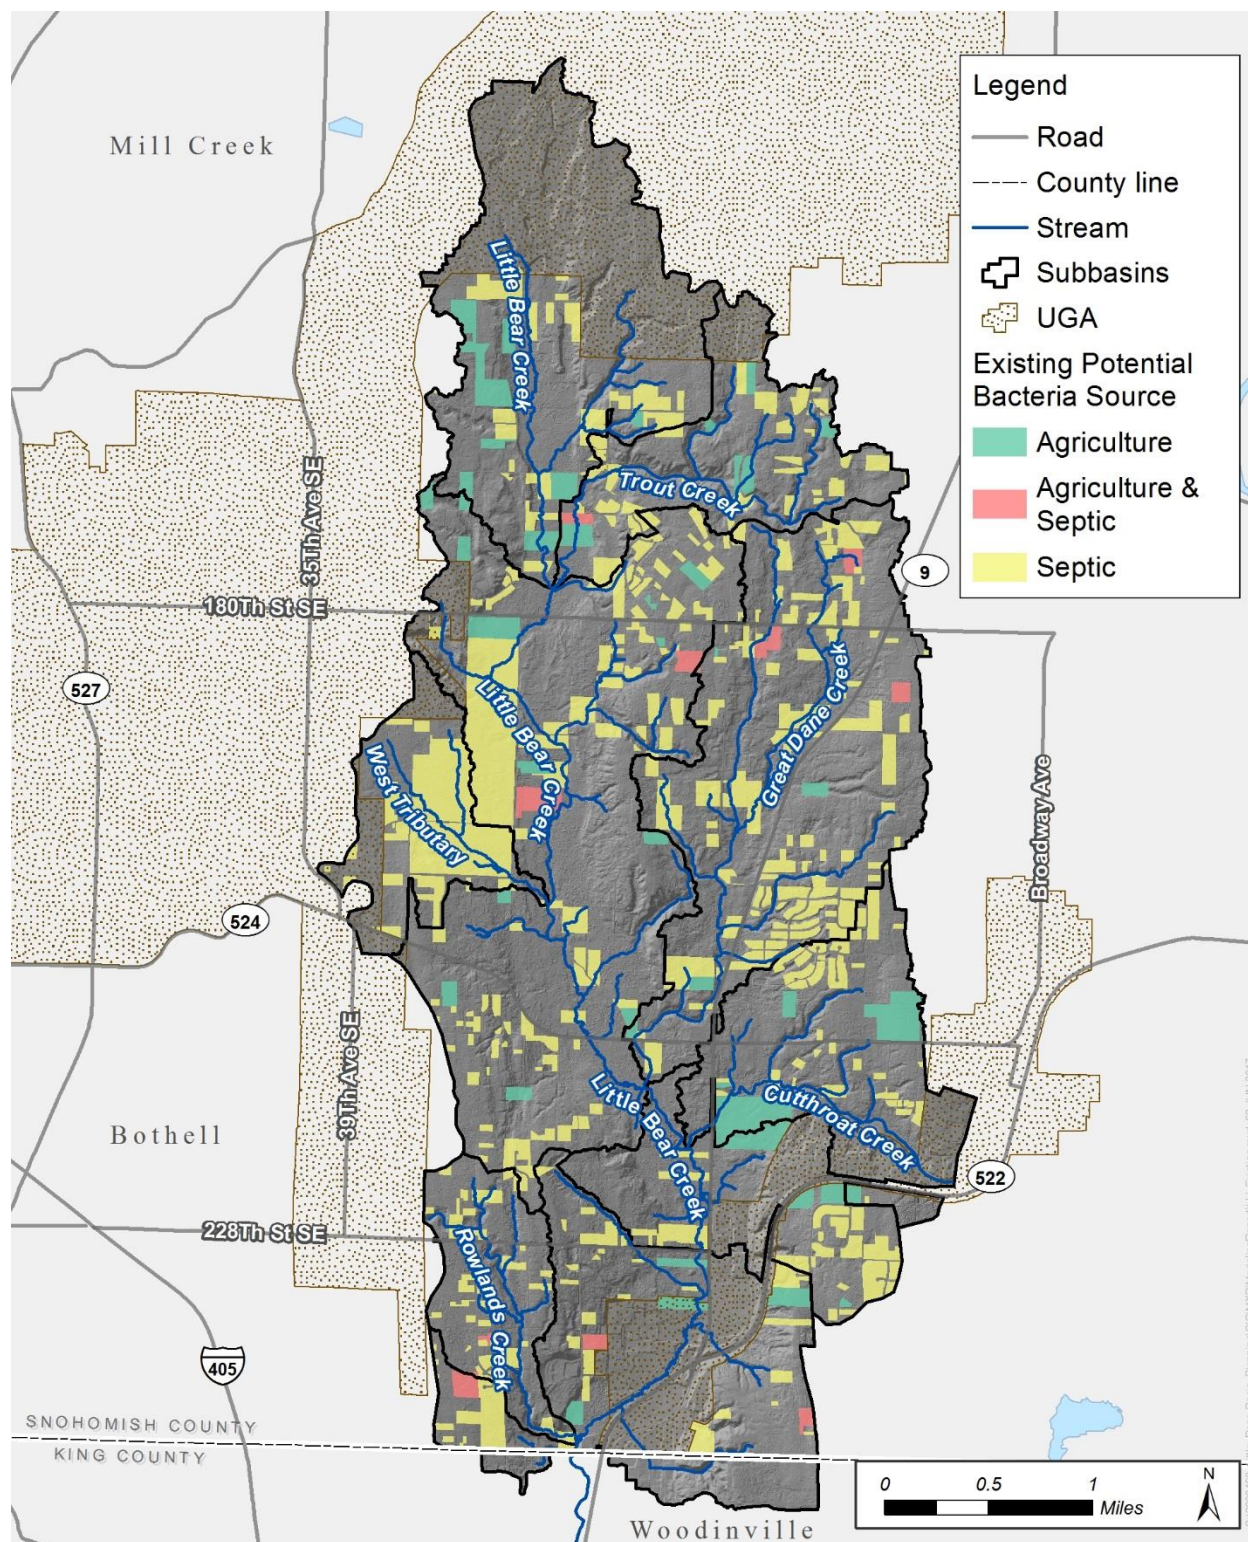 Legend
Road
County line
Stream
Subbasins
UGA
Existing Potential
Bacteria Source
Agriculture
Agriculture &
Septic
Septic
Mill Creek
Little Bear Creek
Trout Creek
35Th Ave SE
9
180Th St SE
527
Little Bear Creek
Great Dane Creek
West Tributary
Broadway Ave
524
39Th Ave SE
Little Bear Creek
Cutthroat Creek
Bothell
522
228Th St SE
Rowlands Creek
405
SNOHOMISH COUNTY
KING COUNTY
0 0.5 1
Miles
N
Woodinville